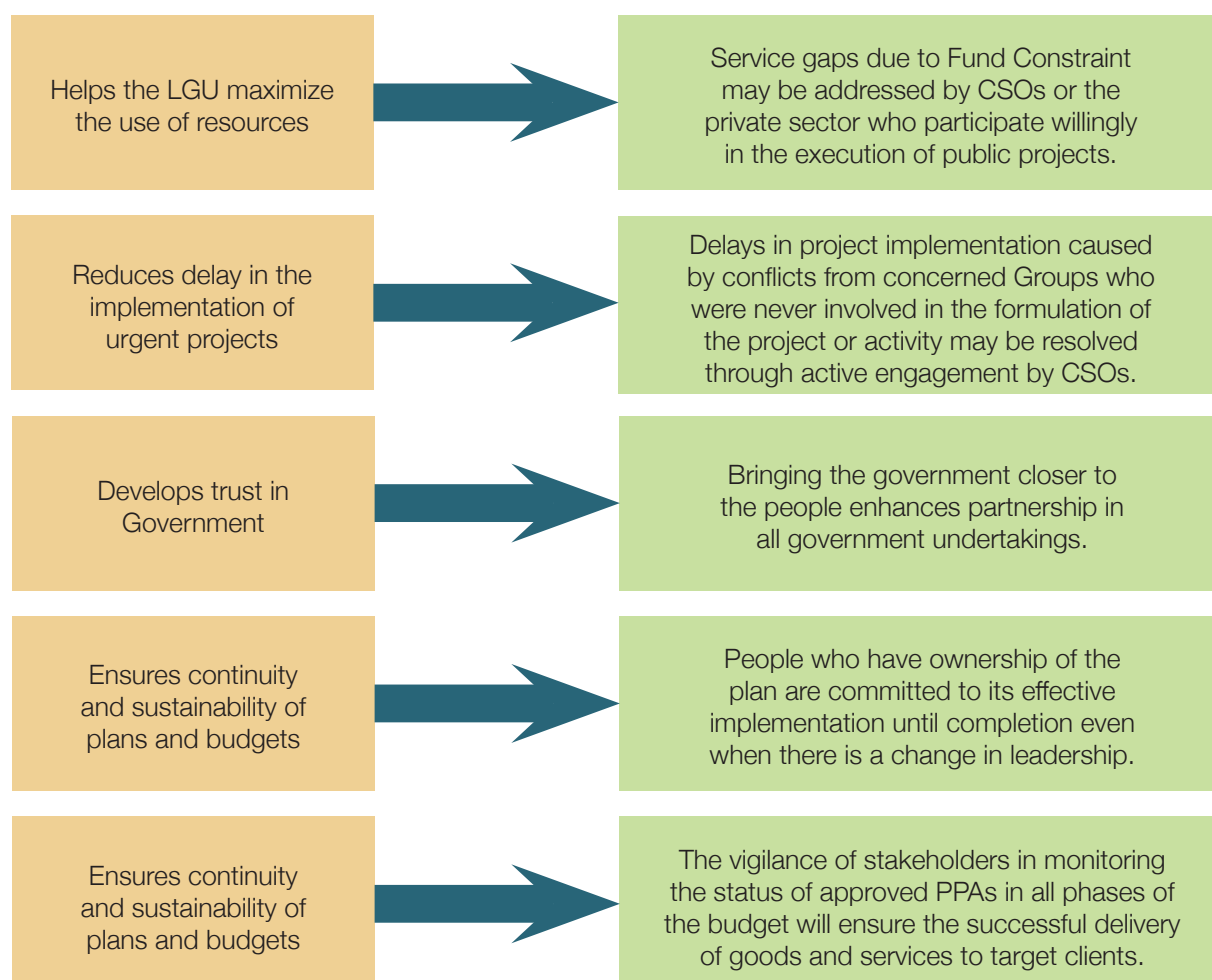 Helps the LGU maximize
the use of resources
Service gaps due to Fund Constraint
may be addressed by CSOs or the
private sector who participate willingly
in the execution of public projects.
Reduces delay in the
implementation of
urgent projects
Delays in project implementation caused
by conflicts from concerned Groups who
were never involved in the formulation of
the project or activity may be resolved
through active engagement by CSOs.
Develops trust in
Government
Bringing the government closer to
the people enhances partnership in
all government undertakings.
Ensures continuity
and sustainability of
plans and budgets
People who have ownership of the
plan are committed to its effective
implementation until completion even
when there is a change in leadership.
Ensures continuity
and sustainability of
plans and budgets
The vigilance of stakeholders in monitoring
the status of approved PPAs in all phases of
the budget will ensure the successful delivery
of goods and services to target clients.